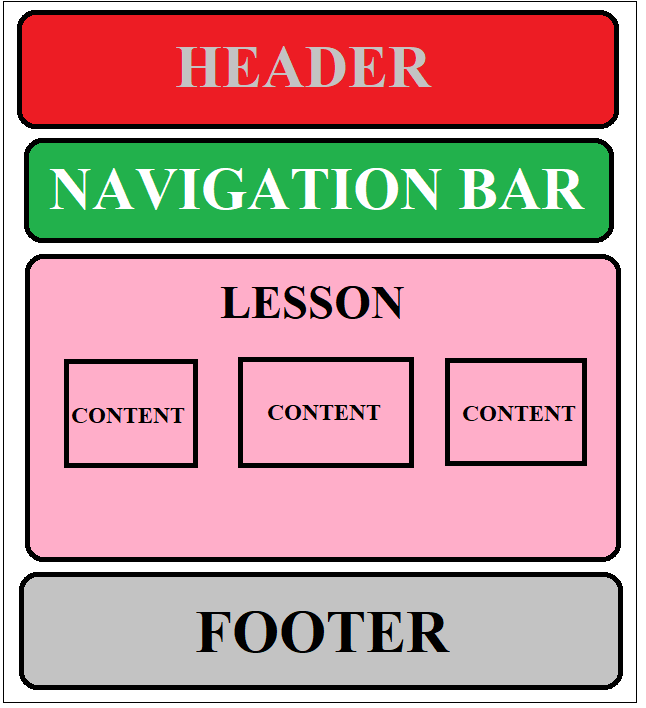 HEADER
NAVIGATION BAR
LESSON
CONTENT CONTENT CONTENT
FOOTER